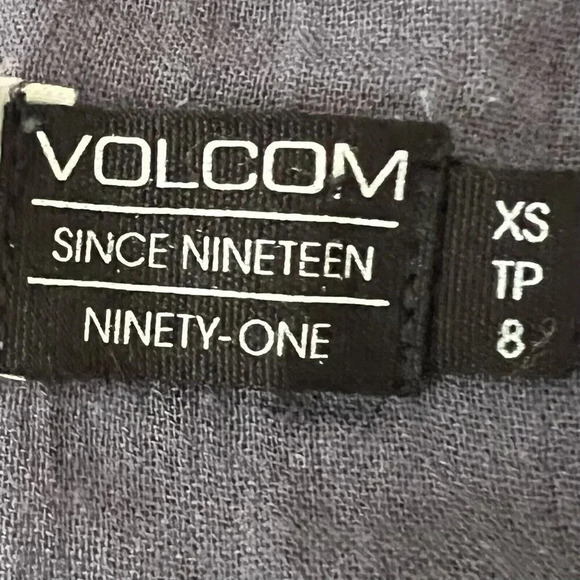 VOLCOM
SINCE NINETEEN
NINETY-ONE
XS
TP
8